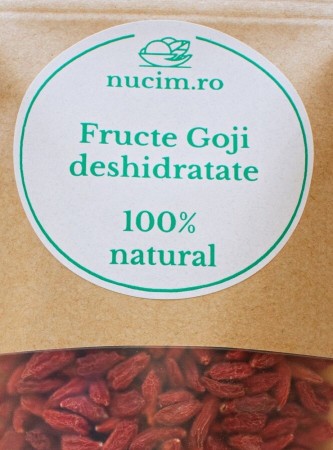 nucim.ro
Fructe Goji
deshidratate
100%
natural